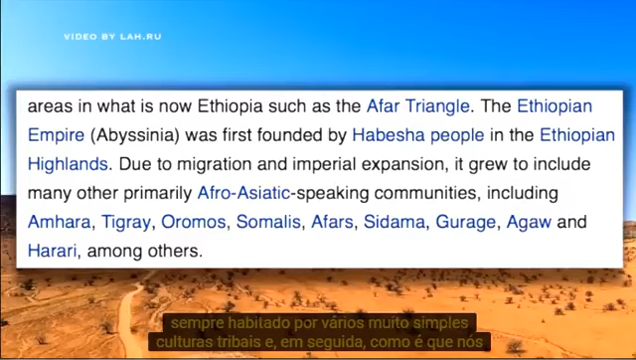 VIDEO BY LAH.RU
areas in what is now Ethiopia such as the Afar Triangle. The Ethiopian
Empire (Abyssinia) was first founded by Habesha people in the Ethiopian
Highlands. Due to migration and imperial expansion, it grew to include
many other primarily Afro-Asiatic-speaking communities, including
Amhara, Tigray, Oromos, Somalis, Afars, Sidama, Gurage, Agaw and
Harari, among others.
sempre habitado por vários muito simples
culturas tribais e, em seguida, como é que nós